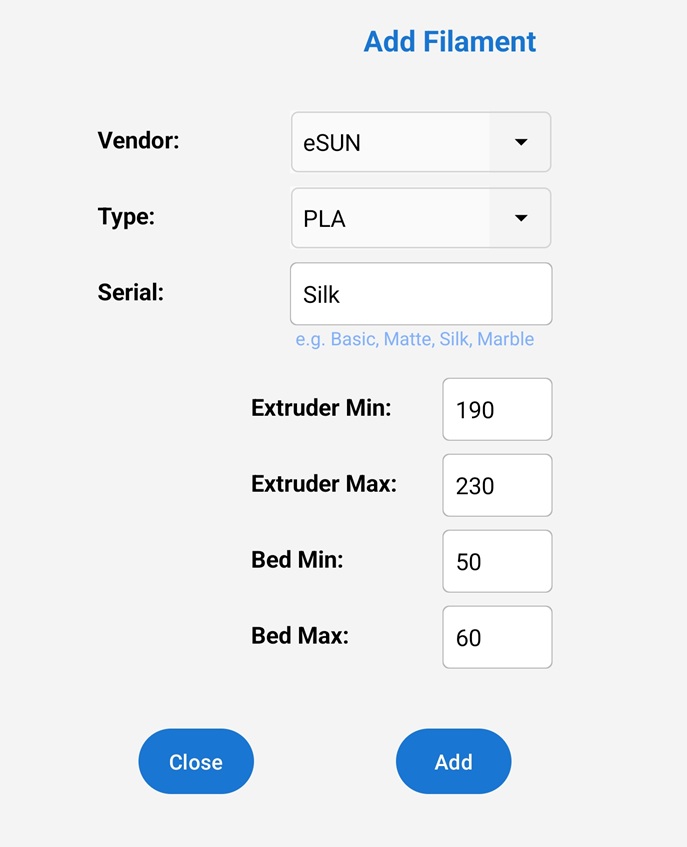 Add Filament
Vendor: eSUN
Type: PLA
Serial: Silk
e.g. Basic, Matte, Silk, Marble
Extruder Min: 190
Extruder Max: 230
Bed Min: 50
Bed Max: 60
Close Add